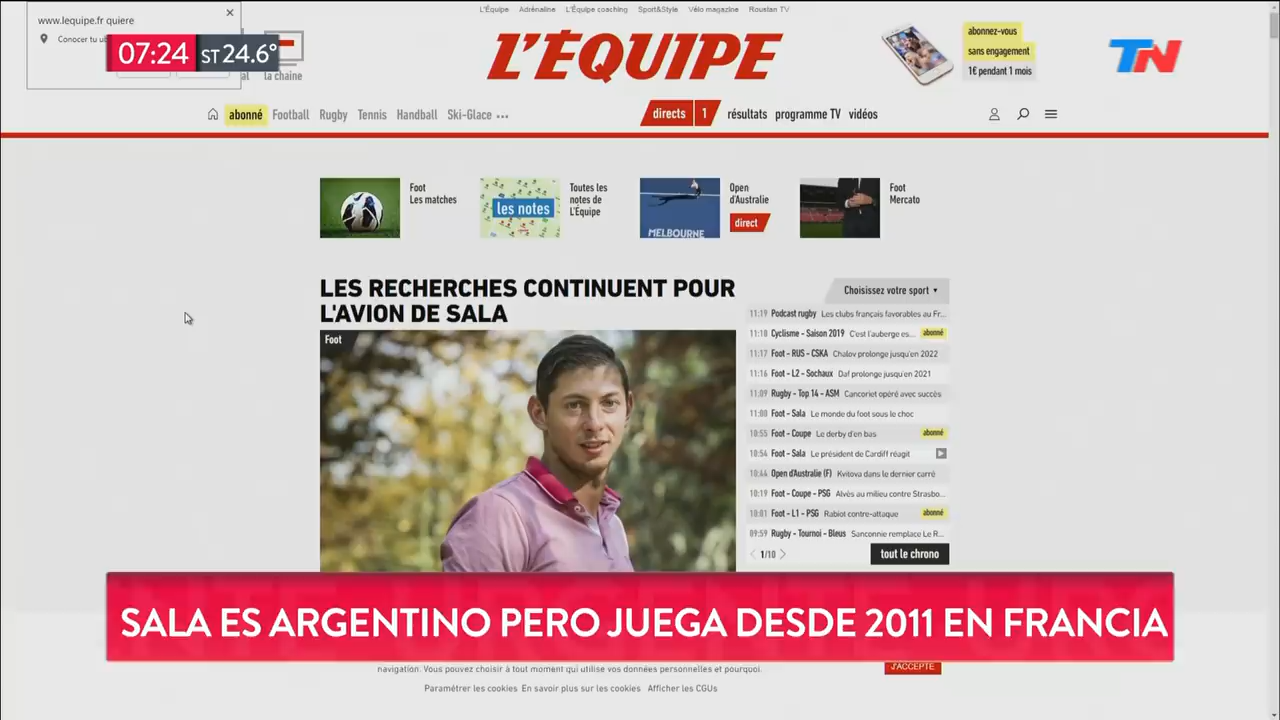 L'Équipe Adrénaline L'Équipe coaching Sport&Style Vélo magazine Roustan TV
www.lequipe.fr quiere
Conocer tu
07:24 ST 24.6°
la chaîne
L'ÉQUIPE
abonnez-vous
sans engagement
1€ pendant 1 mois
TN
abonné Football Rugby Tennis Handball Ski-Glace ...
directs 1 résultats programme TV vidéos
Foot
Les matches
les notes
Toutes les
notes de
L'Équipe
MELBOURNE
Open
d'Australie
direct
Foot
Mercato
LES RECHERCHES CONTINUENT POUR
L'AVION DE SALA
Foot
Choisissez votre sport
11:19 Podcast rugby Les clubs français favorables au Fr...
11:18 Cyclisme - Saison 2019 C'est l'auberge es... abonné
11:17 Foot - RUS - CSKA Chalov prolonge jusqu'en 2022
11:16 Foot - L2 - Sochaux Daf prolonge jusqu'en 2021
11:09 Rugby - Top 14 - ASM Cancoriet opéré avec succès
11:00 Foot - Sala Le monde du foot sous le choc
10:55 Foot - Coupe Le derby d'en bas abonné
10:54 Foot - Sala Le président de Cardiff réagit
10:44 Open d'Australie (F) Kvitova dans le dernier carré
10:19 Foot - Coupe - PSG Alvès au milieu contre Strasbo...
10:01 Foot - L1 - PSG Rabiot contre-attaque abonné
09:59 Rugby - Tournoi - Bleus Sanconnie remplace Le R...
1/10
tout le chrono
SALA ES ARGENTINO PERO JUEGA DESDE 2011 EN FRANCIA
navigation. Vous pouvez choisir à tout moment qui utilise vos données personnelles et pourquoi.
J'ACCEPTE
Paramétrer les cookies En savoir plus sur les cookies Afficher les CGUs